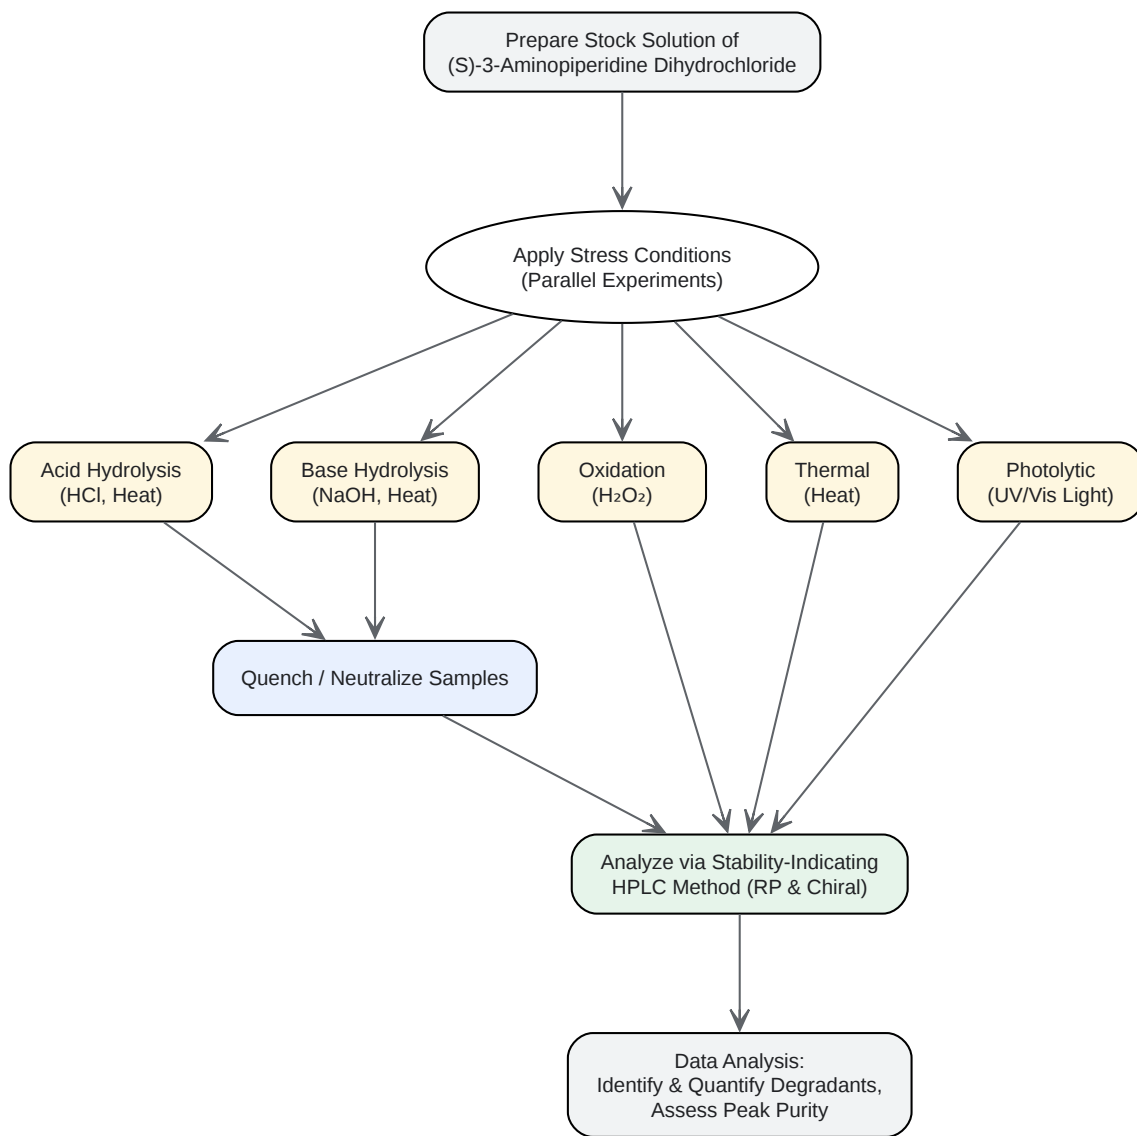 Prepare Stock Solution of
(S)-3-Aminopiperidine Dihydrochloride
Apply Stress Conditions
(Parallel Experiments)
Acid Hydrolysis
(HCl, Heat)
Base Hydrolysis
(NaOH, Heat)
Oxidation
(H₂O₂)
Thermal
(Heat)
Photolytic
(UV/Vis Light)
Quench / Neutralize Samples
Analyze via Stability-Indicating
HPLC Method (RP & Chiral)
Data Analysis:
Identify & Quantify Degradants,
Assess Peak Purity